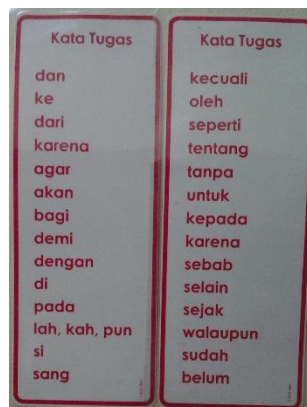 Kata Tugas
dan
ke
dari
karena
agar
akan
bagi
demi
dengan
di
pada
lah, kah, pun
si
sang
Kata Tugas
kecuali
oleh
seperti
tentang
tanpa
untuk
kepada
karena
sebab
selain
sejak
walaupun
sudah
belum